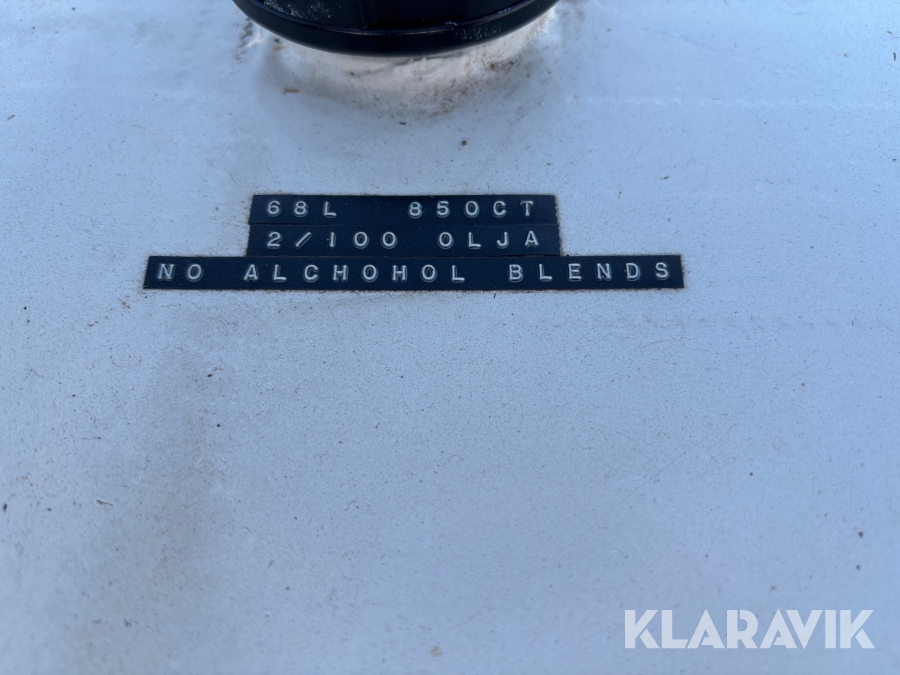 68L 850CT
2/100 OLJA
NO ALCHOHOL BLENDS
KLARAVIK